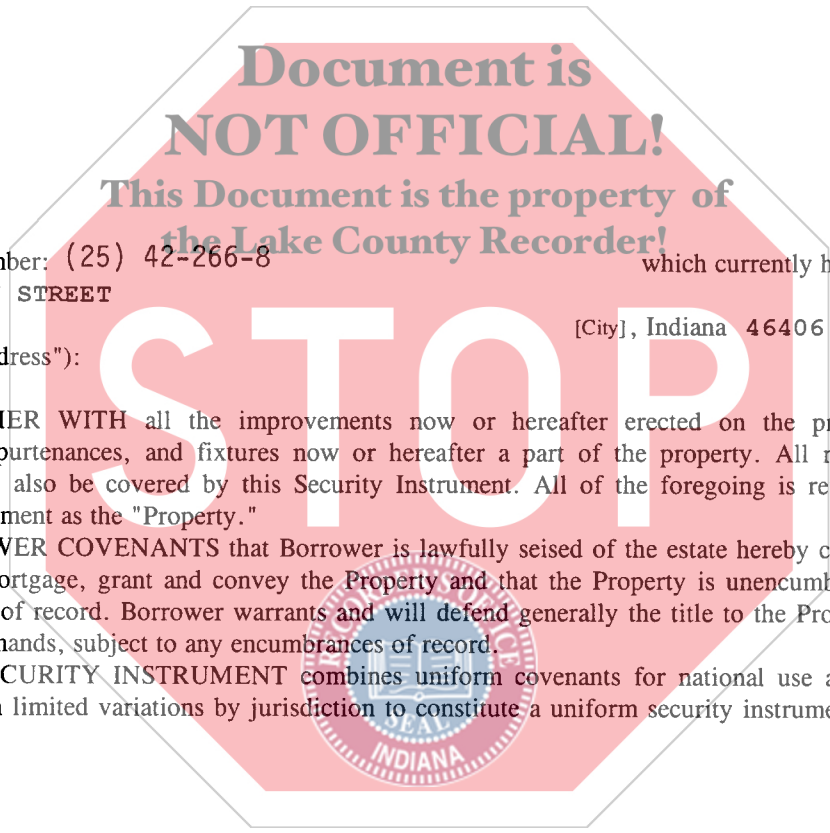 Document is
NOT OFFICIAL!
This Document is the property of
the Lake County Recorder!
nber: (25) 42-266-8 which currently h
STREET
[City], Indiana 46406
dress"):
STOP
IER WITH all the improvements now or hereafter erected on the pr
purtenances, and fixtures now or hereafter a part of the property. All r
also be covered by this Security Instrument. All of the foregoing is re
ment as the "Property."
VER COVENANTS that Borrower is lawfully seised of the estate hereby c
ortgage, grant and convey the Property and that the Property is unencumb
of record. Borrower warrants and will defend generally the title to the Pro
nands, subject to any encumbrances of record.
CURITY INSTRUMENT combines uniform covenants for national use a
limited variations by jurisdiction to constitute a uniform security instrume
RECORDER'S OFFICE
SEAL
INDIANA